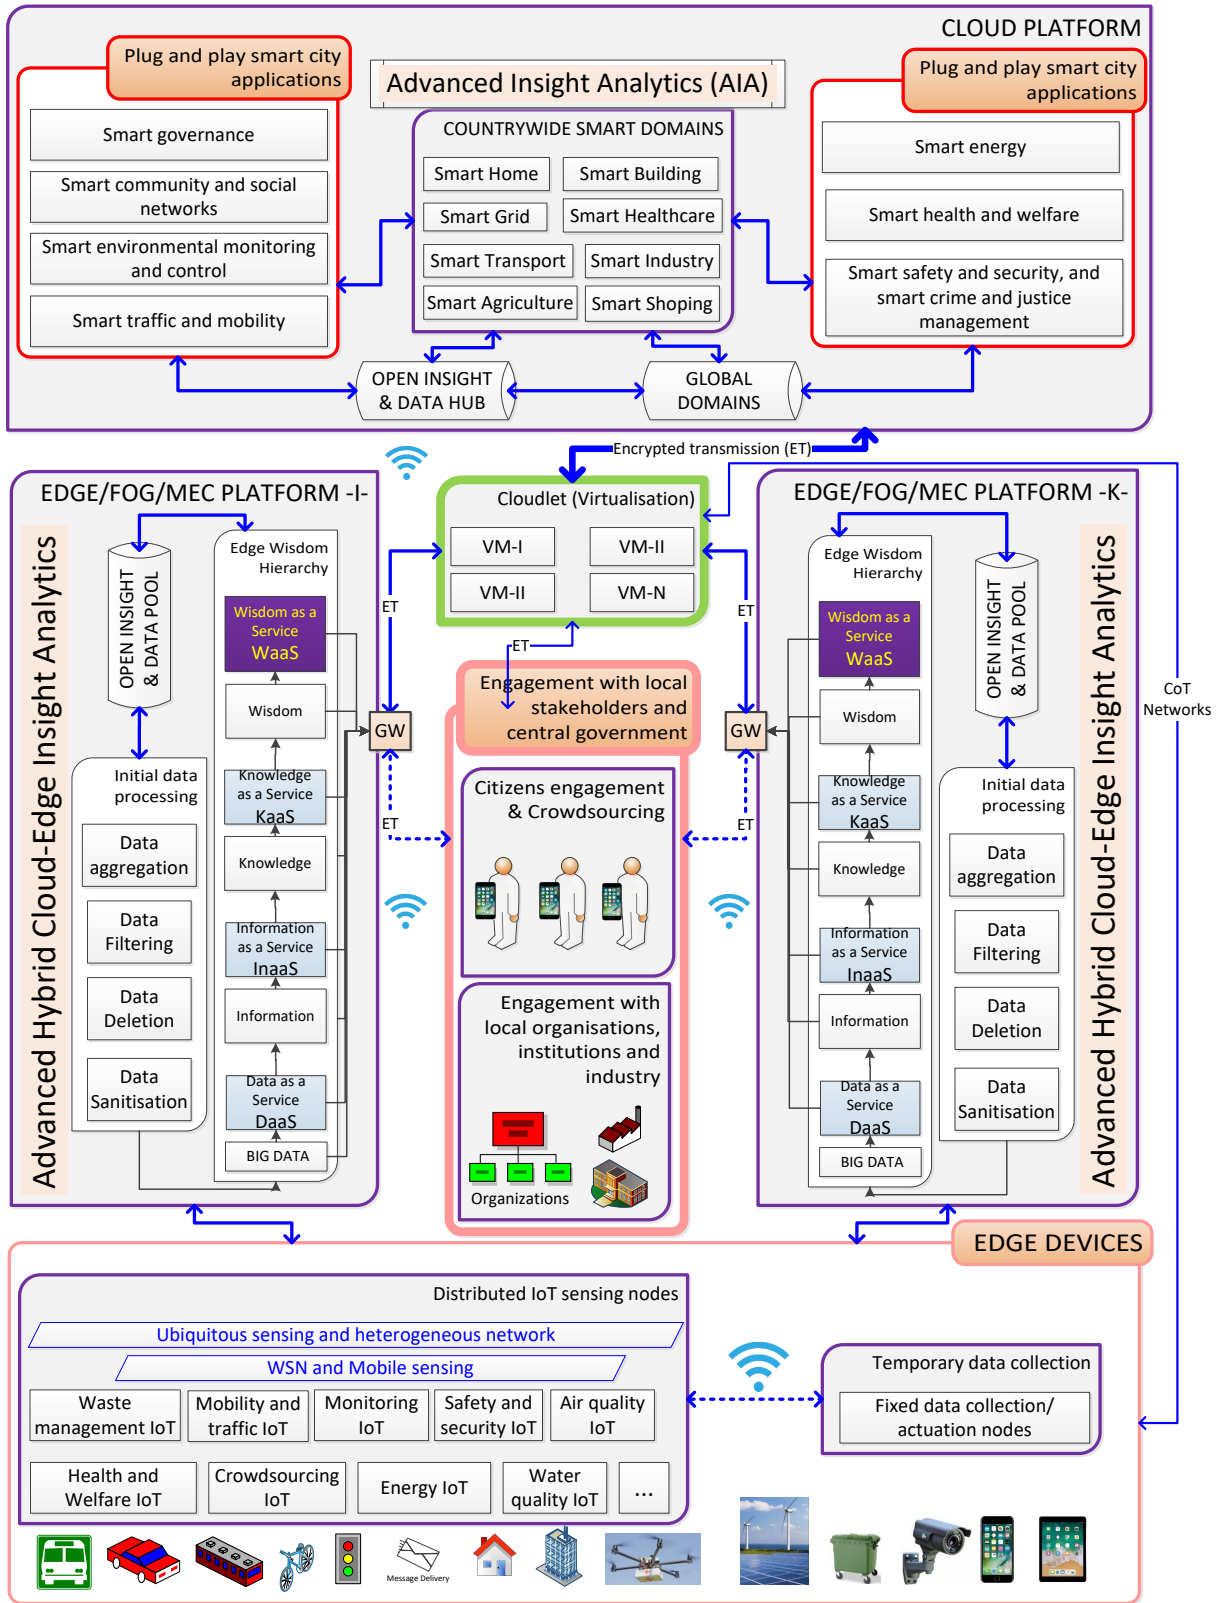 CLOUD PLATFORM
Plug and play smart city
applications
Smart governance
Smart community and social
networks
Smart environmental monitoring
and control
Smart traffic and mobility
Advanced Insight Analytics (AIA)
COUNTRYWIDE SMART DOMAINS
Smart Home
Smart Building
Smart Grid
Smart Healthcare
Smart Transport
Smart Industry
Smart Agriculture
Smart Shoping
Plug and play smart city
applications
Smart energy
Smart health and welfare
Smart safety and security, and
smart crime and justice
management
OPEN INSIGHT
& DATA HUB
GLOBAL
DOMAINS
Encrypted transmission (ET)
EDGE/FOG/MEC PLATFORM -I-
Advanced Hybrid Cloud-Edge Insight Analytics
OPEN INSIGHT
& DATA POOL
Initial data
processing
Data
aggregation
Data
Filtering
Data
Deletion
Data
Sanitisation
Edge Wisdom
Hierarchy
Wisdom as a
Service
WaaS
Wisdom
Knowledge
as a Service
KaaS
Knowledge
Information
as a Service
InaaS
Information
Data as a
Service
DaaS
BIG DATA
GW
ET
ET
Cloudlet (Virtualisation)
VM-I
VM-II
VM-II
VM-N
ET
Engagement with local
stakeholders and
central government
Citizens engagement
& Crowdsourcing
Engagement with
local organisations,
institutions and
industry
Organizations
ET
GW
ET
EDGE/FOG/MEC PLATFORM -K-
Edge Wisdom
Hierarchy
Wisdom as a
Service
WaaS
Wisdom
Knowledge
as a Service
KaaS
Knowledge
Information
as a Service
InaaS
Information
Data as a
Service
DaaS
BIG DATA
OPEN INSIGHT
& DATA POOL
Initial data
processing
Data
aggregation
Data
Filtering
Data
Deletion
Data
Sanitisation
Advanced Hybrid Cloud-Edge Insight Analytics
CoT
Networks
EDGE DEVICES
Distributed IoT sensing nodes
Ubiquitous sensing and heterogeneous network
WSN and Mobile sensing
Waste
management IoT
Mobility and
traffic IoT
Monitoring
IoT
Safety and
security IoT
Air quality
IoT
Health and
Welfare IoT
Crowdsourcing
IoT
Energy IoT
Water
quality IoT
...
Temporary data collection
Fixed data collection/
actuation nodes
Message Delivery